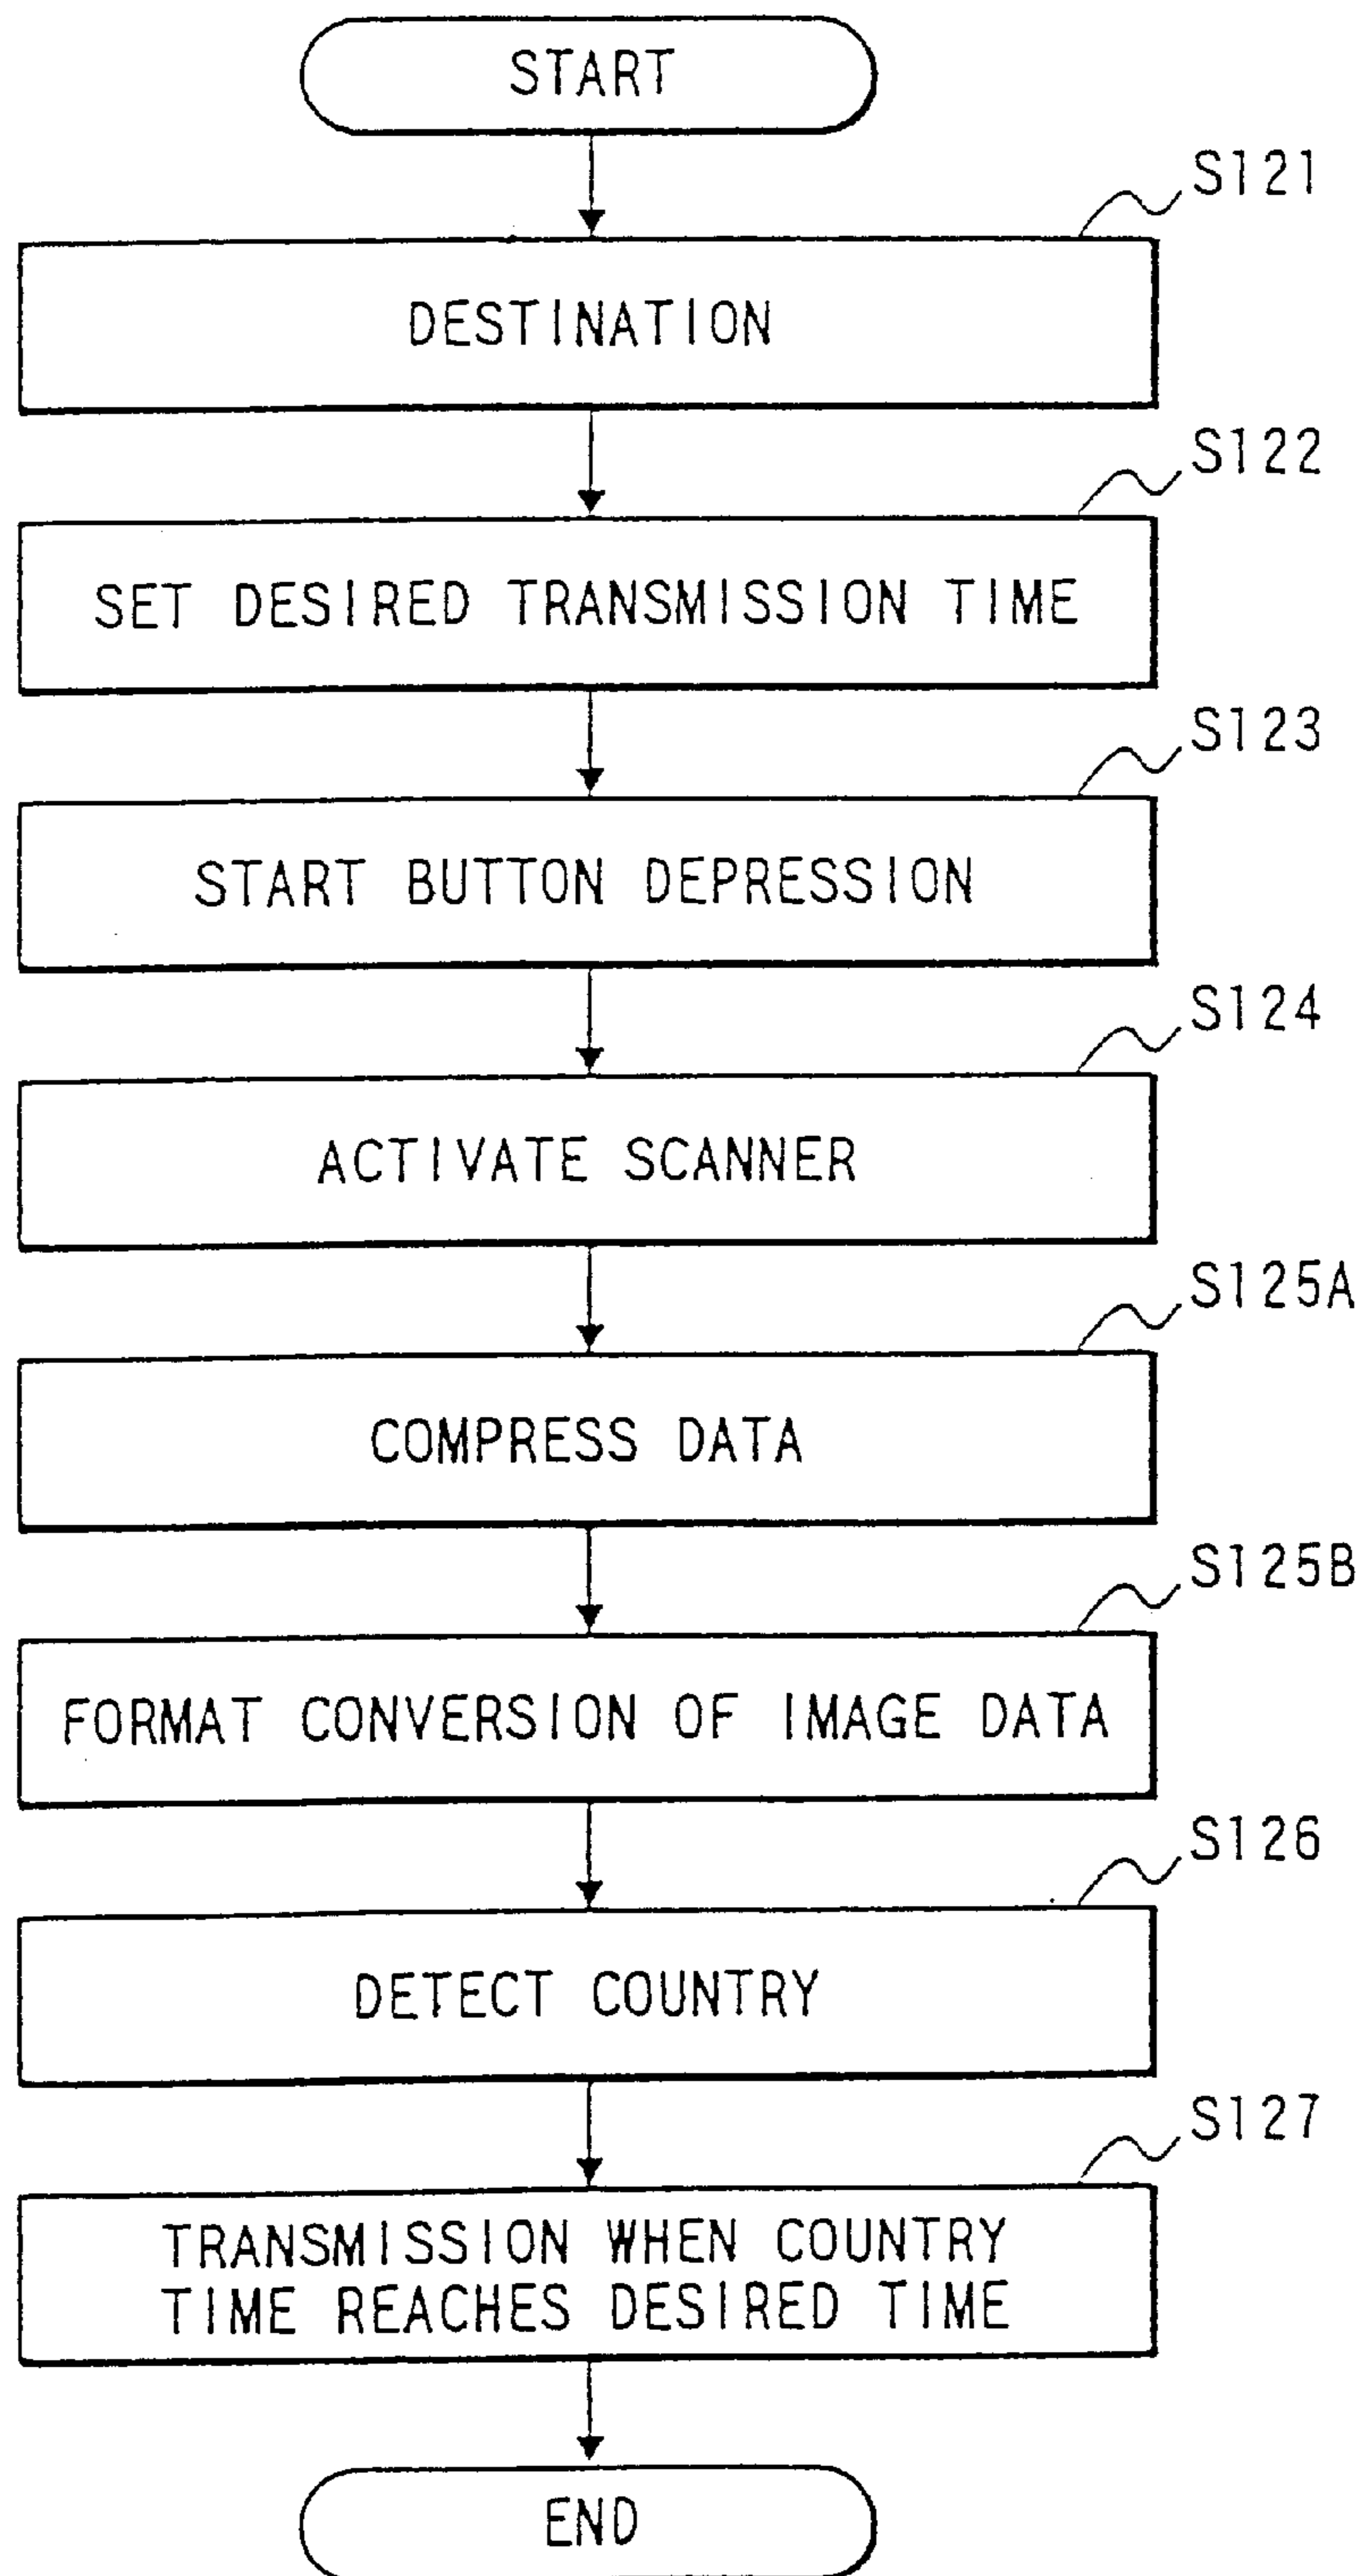 START
S121
DESTINATION
S122
SET DESIRED TRANSMISSION TIME
S123
START BUTTON DEPRESSION
S124
ACTIVATE SCANNER
S125A
COMPRESS DATA
S125B
FORMAT CONVERSION OF IMAGE DATA
S126
DETECT COUNTRY
S127
TRANSMISSION WHEN COUNTRY
TIME REACHES DESIRED TIME
END